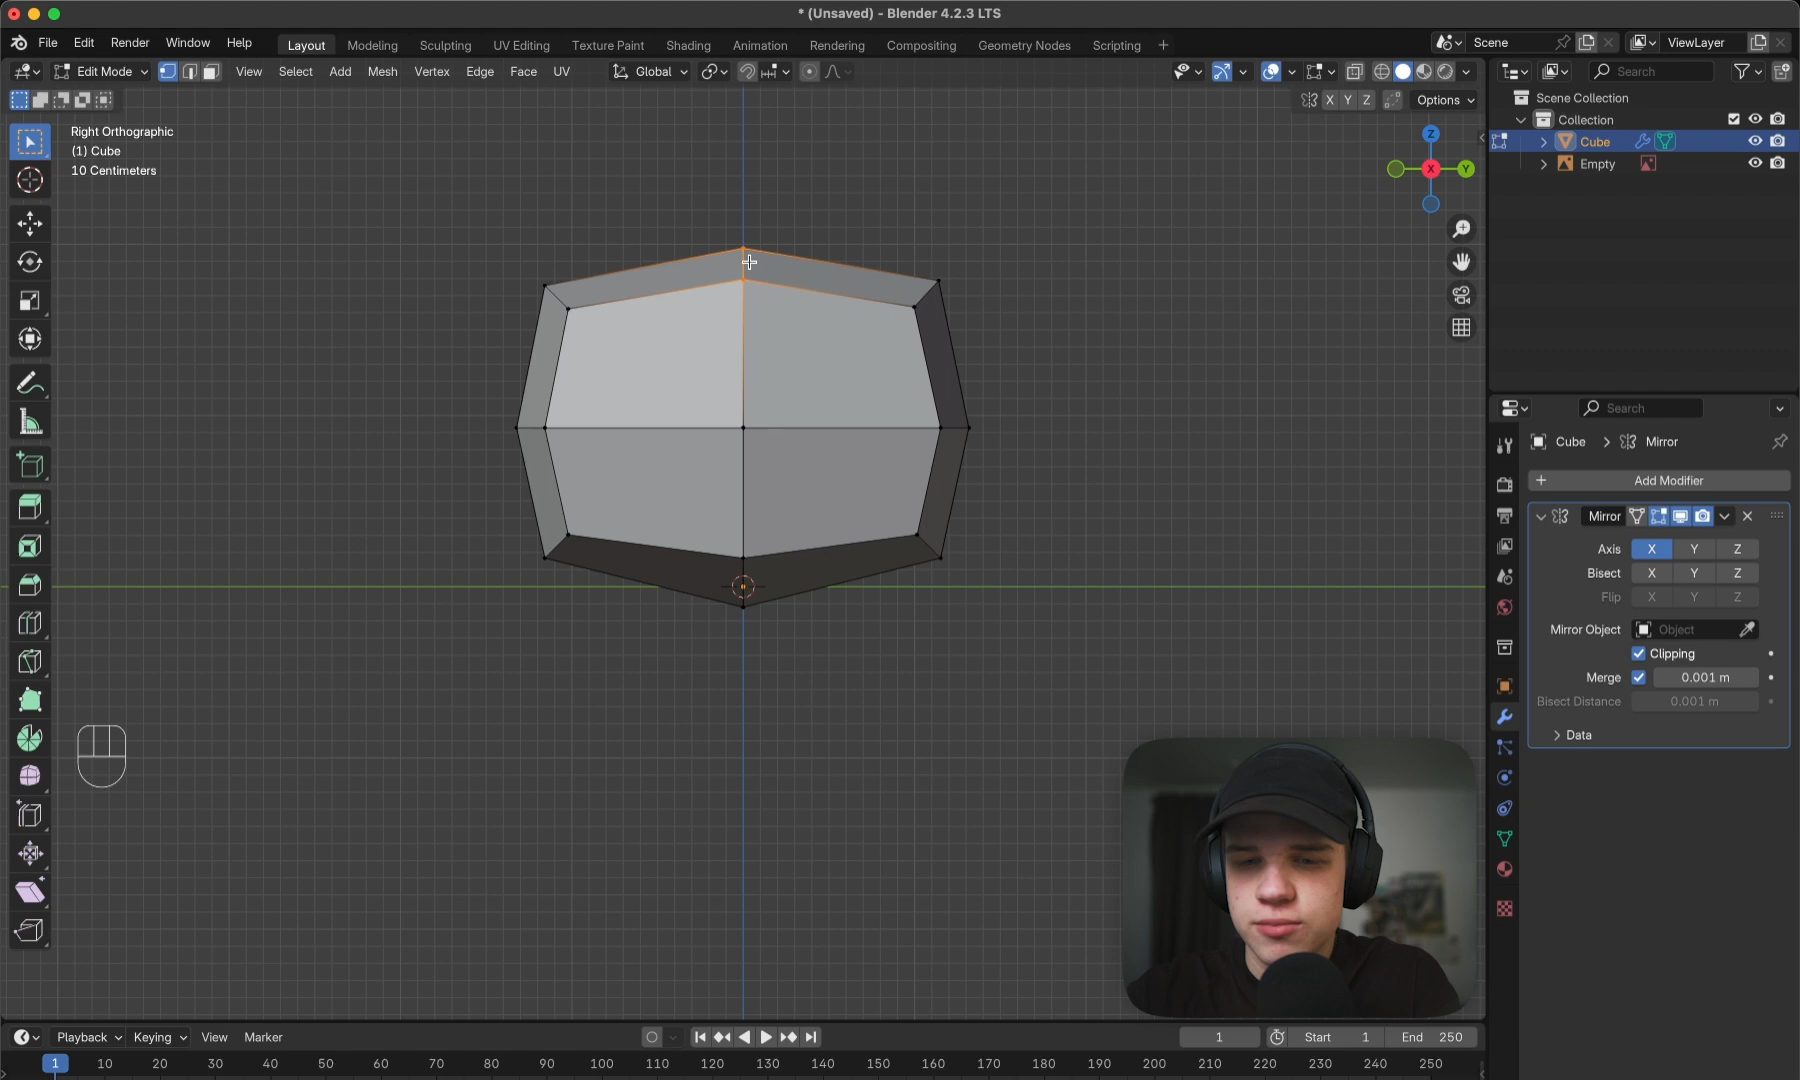 * (Unsaved) - Blender 4.2.3 LTS
File Edit Render Window Help
Layout Modeling Sculpting UV Editing Texture Paint Shading Animation Rendering Compositing Geometry Nodes Scripting +
Scene ViewLayer
Edit Mode View Select Add Mesh Vertex Edge Face UV Global
Search
X Y Z Options
Scene Collection
Collection
Cube
Empty
Right Orthographic
(1) Cube
10 Centimeters
Z
X
Y
Search
Cube > Mirror
+ Add Modifier
Mirror
Axis X Y Z
Bisect X Y Z
Flip X Y Z
Mirror Object Object
Clipping
Merge 0.001 m
Bisect Distance 0.001 m
Data
Playback Keying View Marker
1 Start 1 End 250
1 10 20 30 40 50 60 70 80 90 100 110 120 130 140 150 160 170 180 190 200 210 220 230 240 250